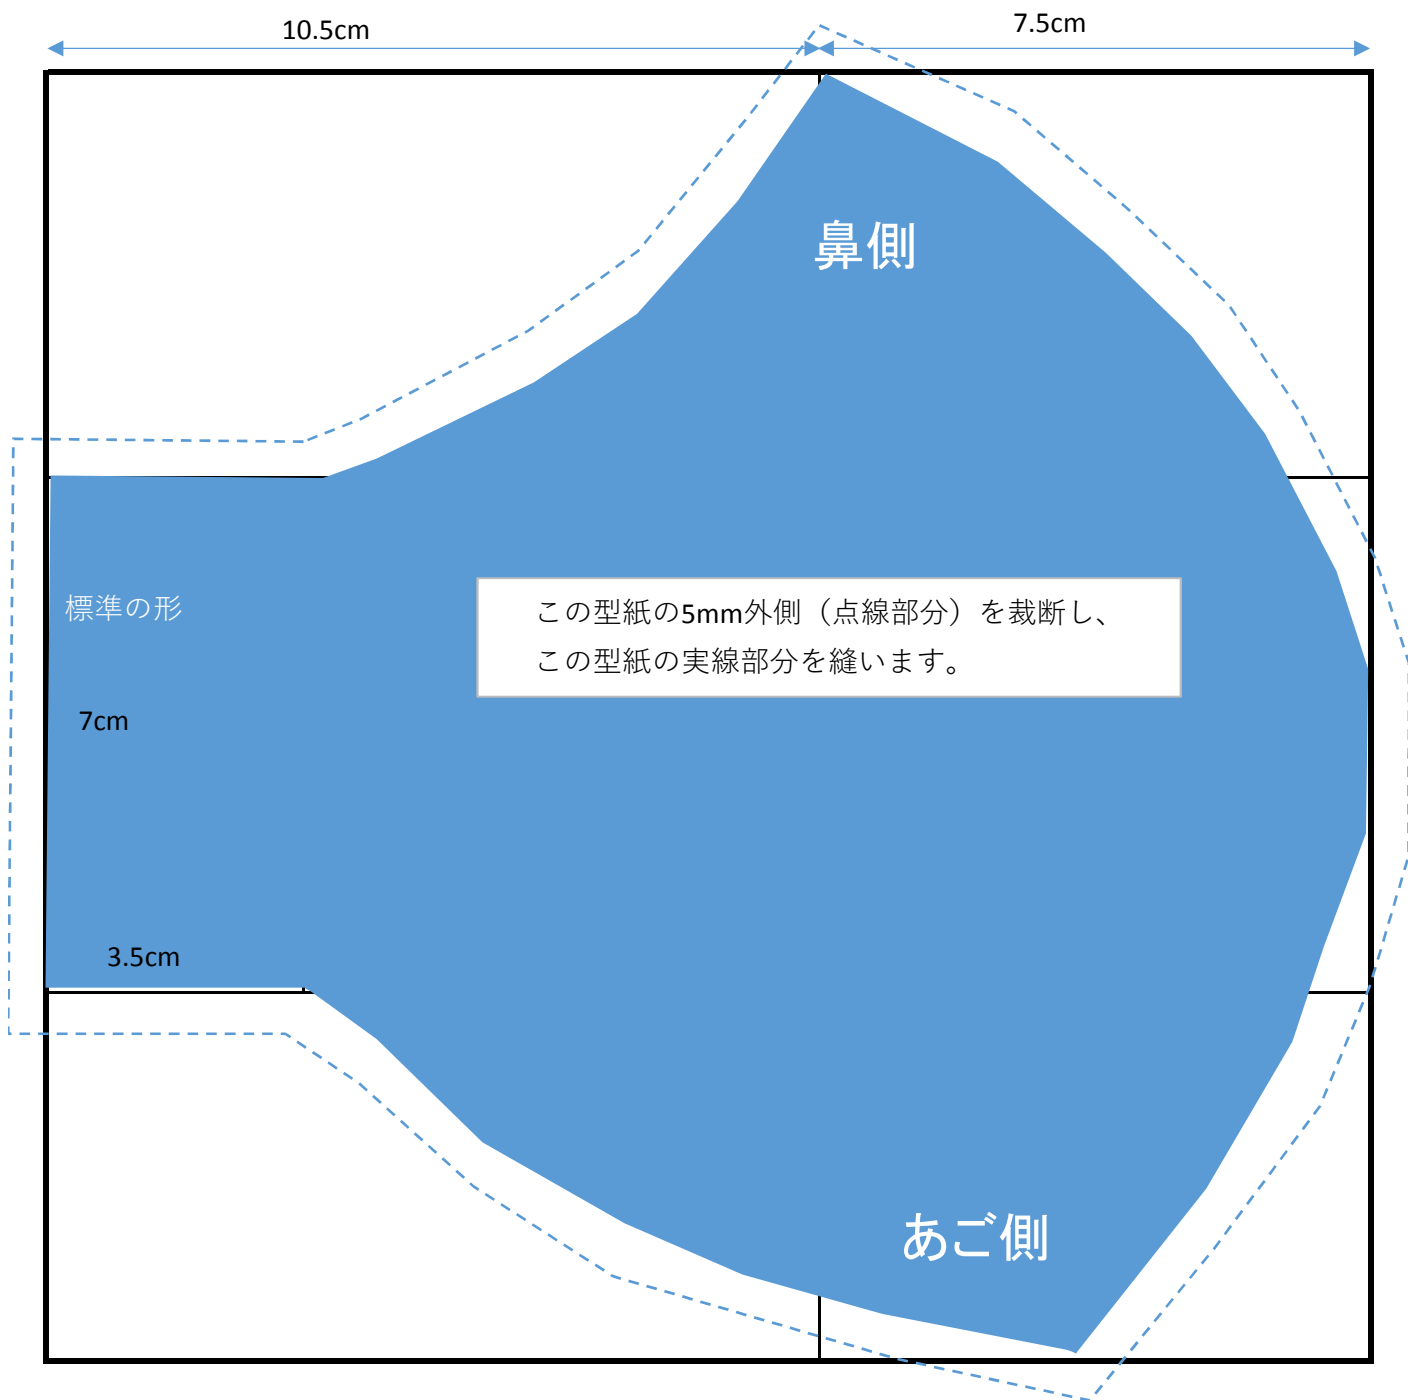 10.5cm
7.5cm
鼻側
標準の形
この型紙の5mm外側（点線部分）を裁断し、
この型紙の実線部分を縫います。
7cm
3.5cm
あご側